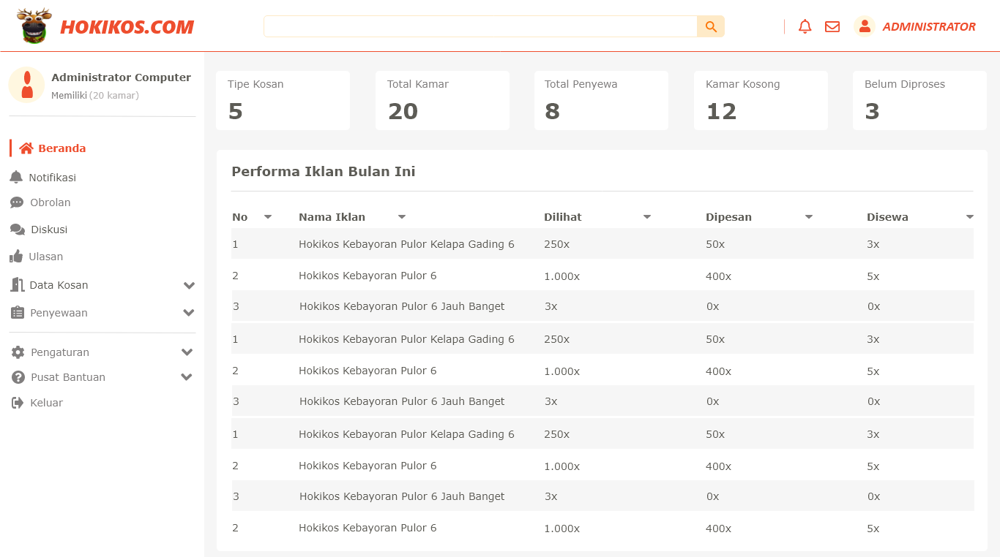 HOKIKOS.COM
ADMINISTRATOR
Administrator Computer
Memiliki (20 kamar)
Beranda
Notifikasi
Obrolan
Diskusi
Ulasan
Data Kosan
Penyewaan
Pengaturan
Pusat Bantuan
Keluar
Tipe Kosan Total Kamar Total Penyewa Kamar Kosong Belum Diproses
5 20 8 12 3
Performa Iklan Bulan Ini
No Nama Iklan Dilihat Dipesan Disewa
1 Hokikos Kebayoran Pulor Kelapa Gading 6 250x 50x 3x
2 Hokikos Kebayoran Pulor 6 1.000x 400x 5x
3 Hokikos Kebayoran Pulor 6 Jauh Banget 3x 0x 0x
1 Hokikos Kebayoran Pulor Kelapa Gading 6 250x 50x 3x
2 Hokikos Kebayoran Pulor 6 1.000x 400x 5x
3 Hokikos Kebayoran Pulor 6 Jauh Banget 3x 0x 0x
1 Hokikos Kebayoran Pulor Kelapa Gading 6 250x 50x 3x
2 Hokikos Kebayoran Pulor 6 1.000x 400x 5x
3 Hokikos Kebayoran Pulor 6 Jauh Banget 3x 0x 0x
2 Hokikos Kebayoran Pulor 6 1.000x 400x 5x